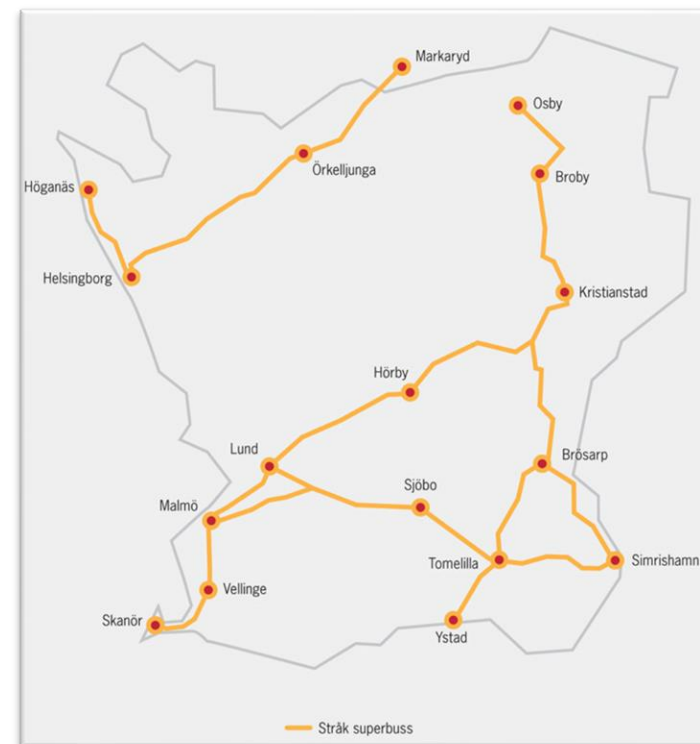 Markaryd
Osby
Örkelljunga
Broby
Höganäs
Helsingborg
Kristianstad
Hörby
Lund
Brösarp
Sjöbo
Malmö
Tomelilla
Simrishamn
Vellinge
Skanör
Ystad
Stråk superbuss